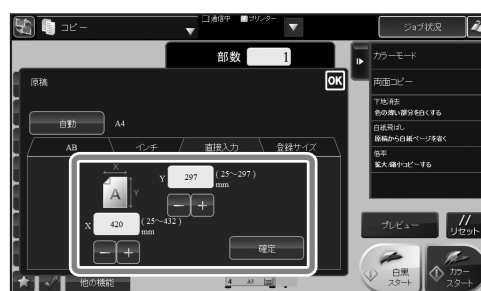 コピー
通信中 プリンター
ジョブ状況
部数 1
原稿
OK
自動 A4
AB インチ 直接入力 登録サイズ
X
A Y
Y 297 (25~297)
mm
X 420 (25~432)
mm
確定
カラーモード
両面コピー
下地消去
色の薄い部分を白くする
白紙飛ばし
原稿から白紙ページを省く
倍率
拡大/縮小コピーする
プレビュー
リセット
白黒
スタート
カラー
スタート
他の機能
4 A3